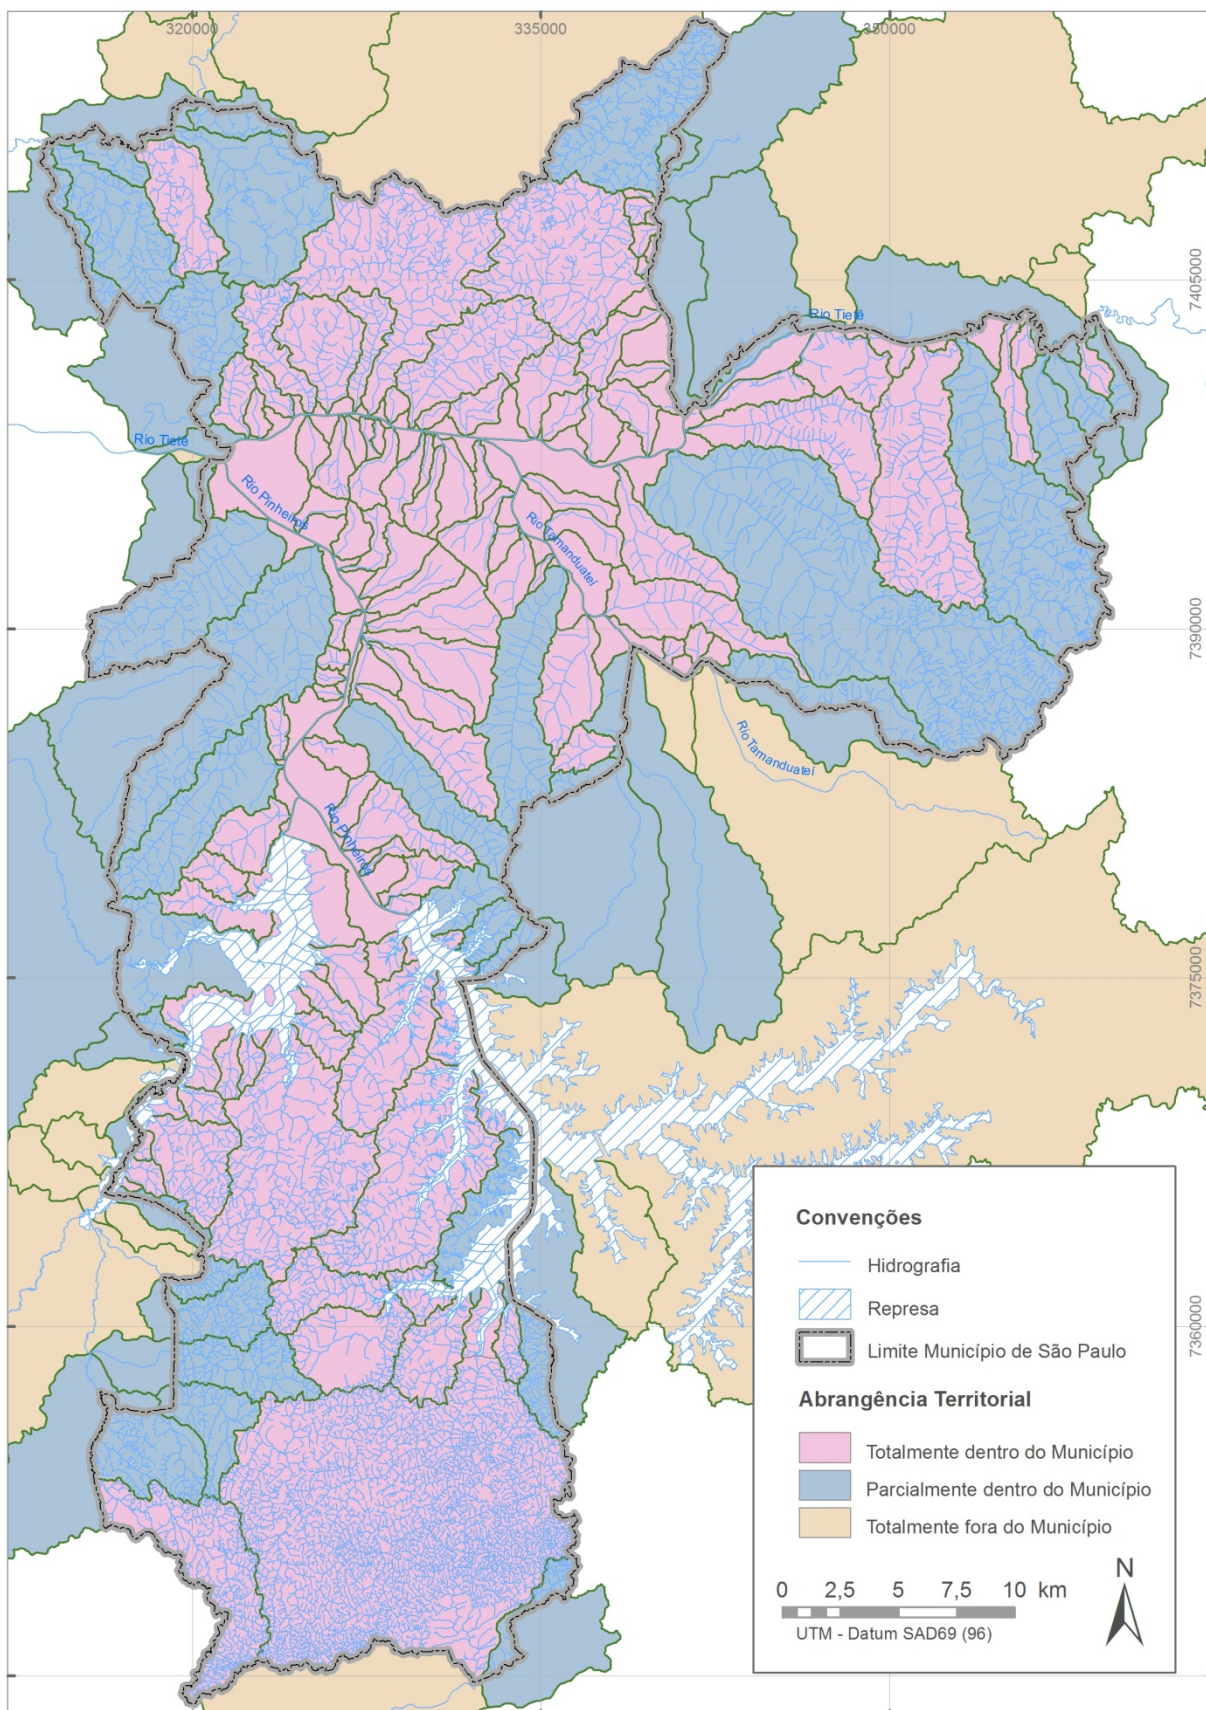 320000
335000
350000
7405000
Rio Tietê
Rio Tietê
Rio Pinheiros
Rio Tamanduateí
7390000
Rio Tamanduateí
Rio Pinheiros
7375000
7360000
Convenções
Hidrografia
Represa
Limite Município de São Paulo
Abrangência Territorial
Totalmente dentro do Município
Parcialmente dentro do Município
Totalmente fora do Município
N
0 2,5 5 7,5 10 km
UTM - Datum SAD69 (96)